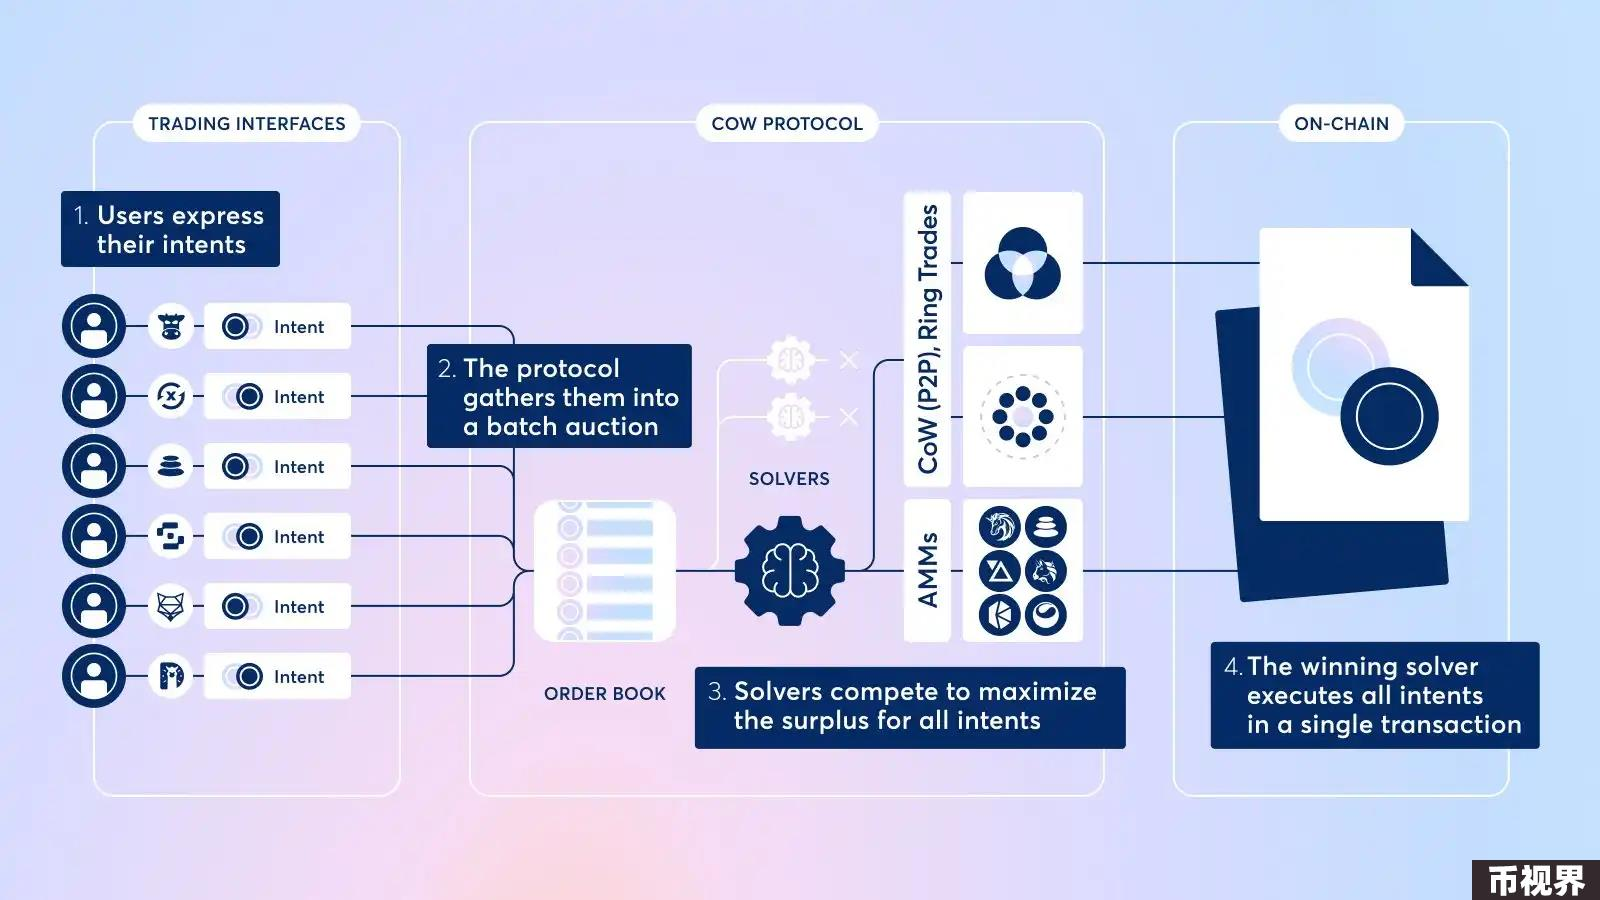 TRADING INTERFACES
1. Users express
their intents
Intent
Intent
Intent
Intent
Intent
Intent
COW PROTOCOL
2. The protocol
gathers them into
a batch auction
ORDER BOOK
SOLVERS
CoW (P2P), Ring Trades
AMMs
3. Solvers compete to maximize
the surplus for all intents
ON-CHAIN
4. The winning solver
executes all intents
in a single transaction
币视界